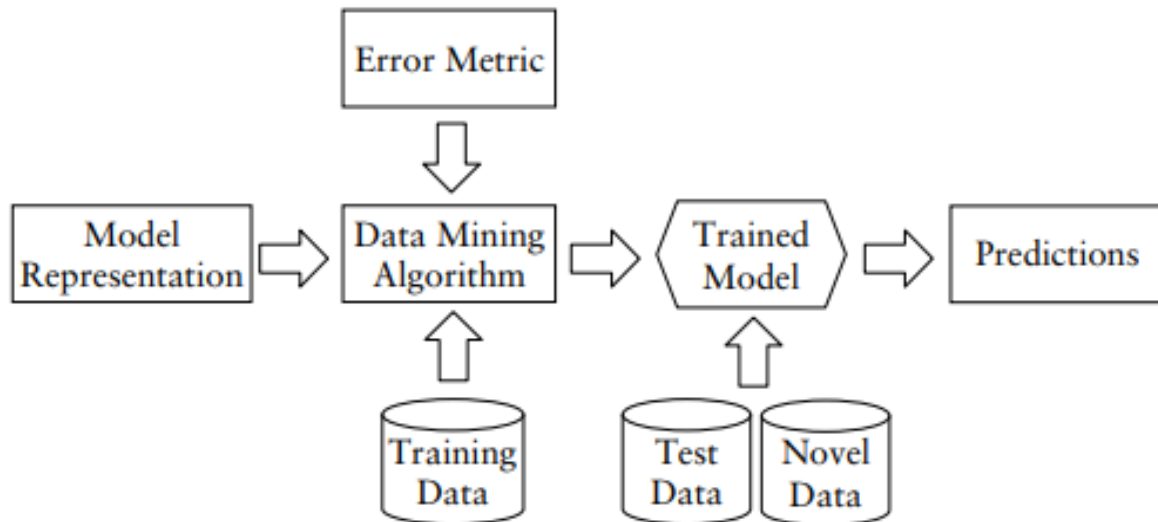 Error Metric
Model
Representation
Data Mining
Algorithm
Trained
Model
Predictions
Training
Data
Test
Data
Novel
Data